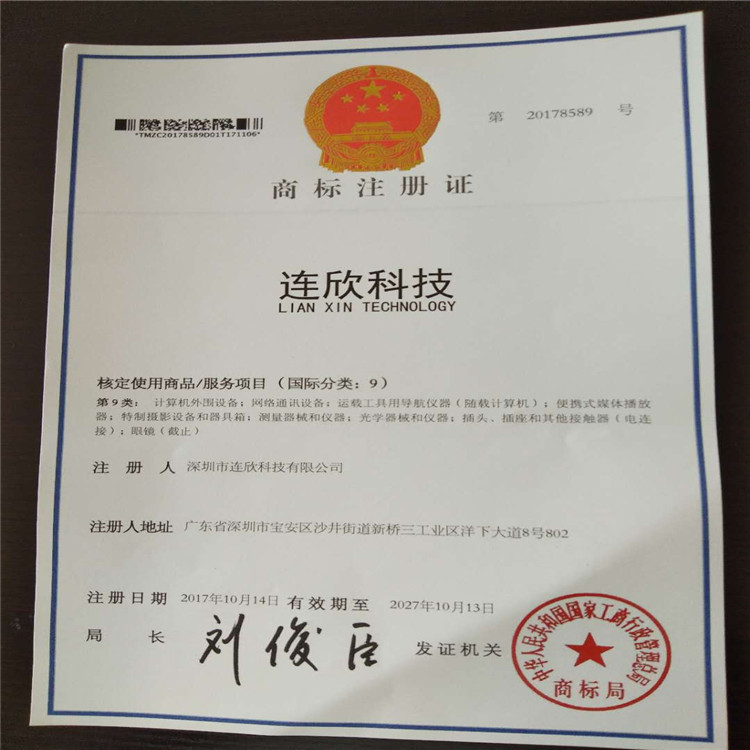 *TMZC20178589D01T171106*
第 20178589 号
商标注册证
连欣科技
LIAN XIN TECHNOLOGY
核定使用商品/服务项目（国际分类：9）
第9类：计算机外围设备；网络通讯设备；运载工具用导航仪器（随载计算机）；便携式媒体播放
器；特制摄影设备和器具箱；测量器械和仪器；光学器械和仪器；插头、插座和其他接触器（电连
接）；眼镜（截止）
注 册 人 深圳市连欣科技有限公司
注册人地址 广东省深圳市宝安区沙井街道新桥三工业区洋下大道8号802
注册日期 2017年10月14日 有效期至 2027年10月13日
局 长 刘俊臣 发证机关
中华人民共和国国家工商行政管理总局
商标局